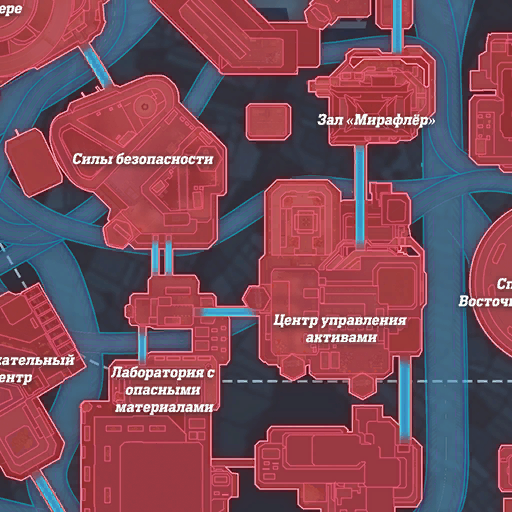 Зал «Мирафлёр»
Силы безопасности
Центр управления
активами
Лаборатория с
опасными
материалами